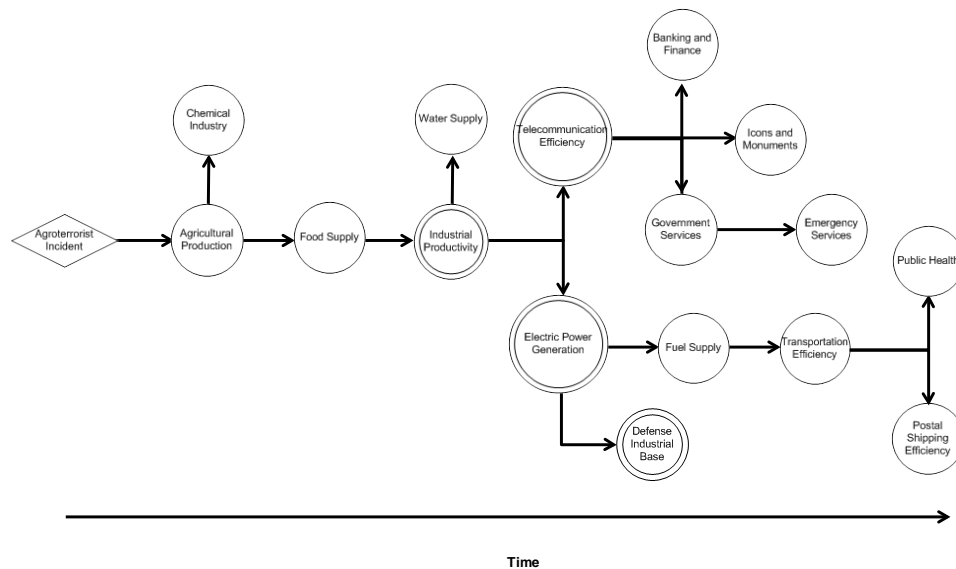 Banking and
Finance
Chemical
Industry
Water Supply
Telecommunication
Efficiency
Icons and
Monuments
Agroterrorist
Incident
Agricultural
Production
Food Supply
Industrial
Productivity
Government
Services
Emergency
Services
Public Health
Electric Power
Generation
Fuel Supply
Transportation
Efficiency
Defense
Industrial
Base
Postal
Shipping
Efficiency
Time